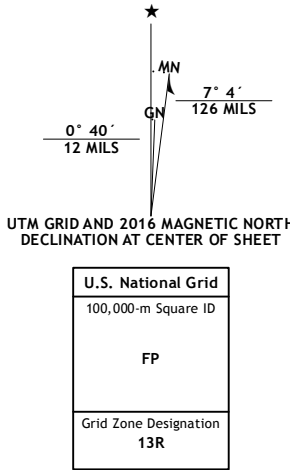 ★
MN
GN
7° 4´
126 MILS
0° 40´
12 MILS
UTM GRID AND 2016 MAGNETIC NORTH
DECLINATION AT CENTER OF SHEET
U.S. National Grid
100,000-m Square ID
FP
Grid Zone Designation
13R